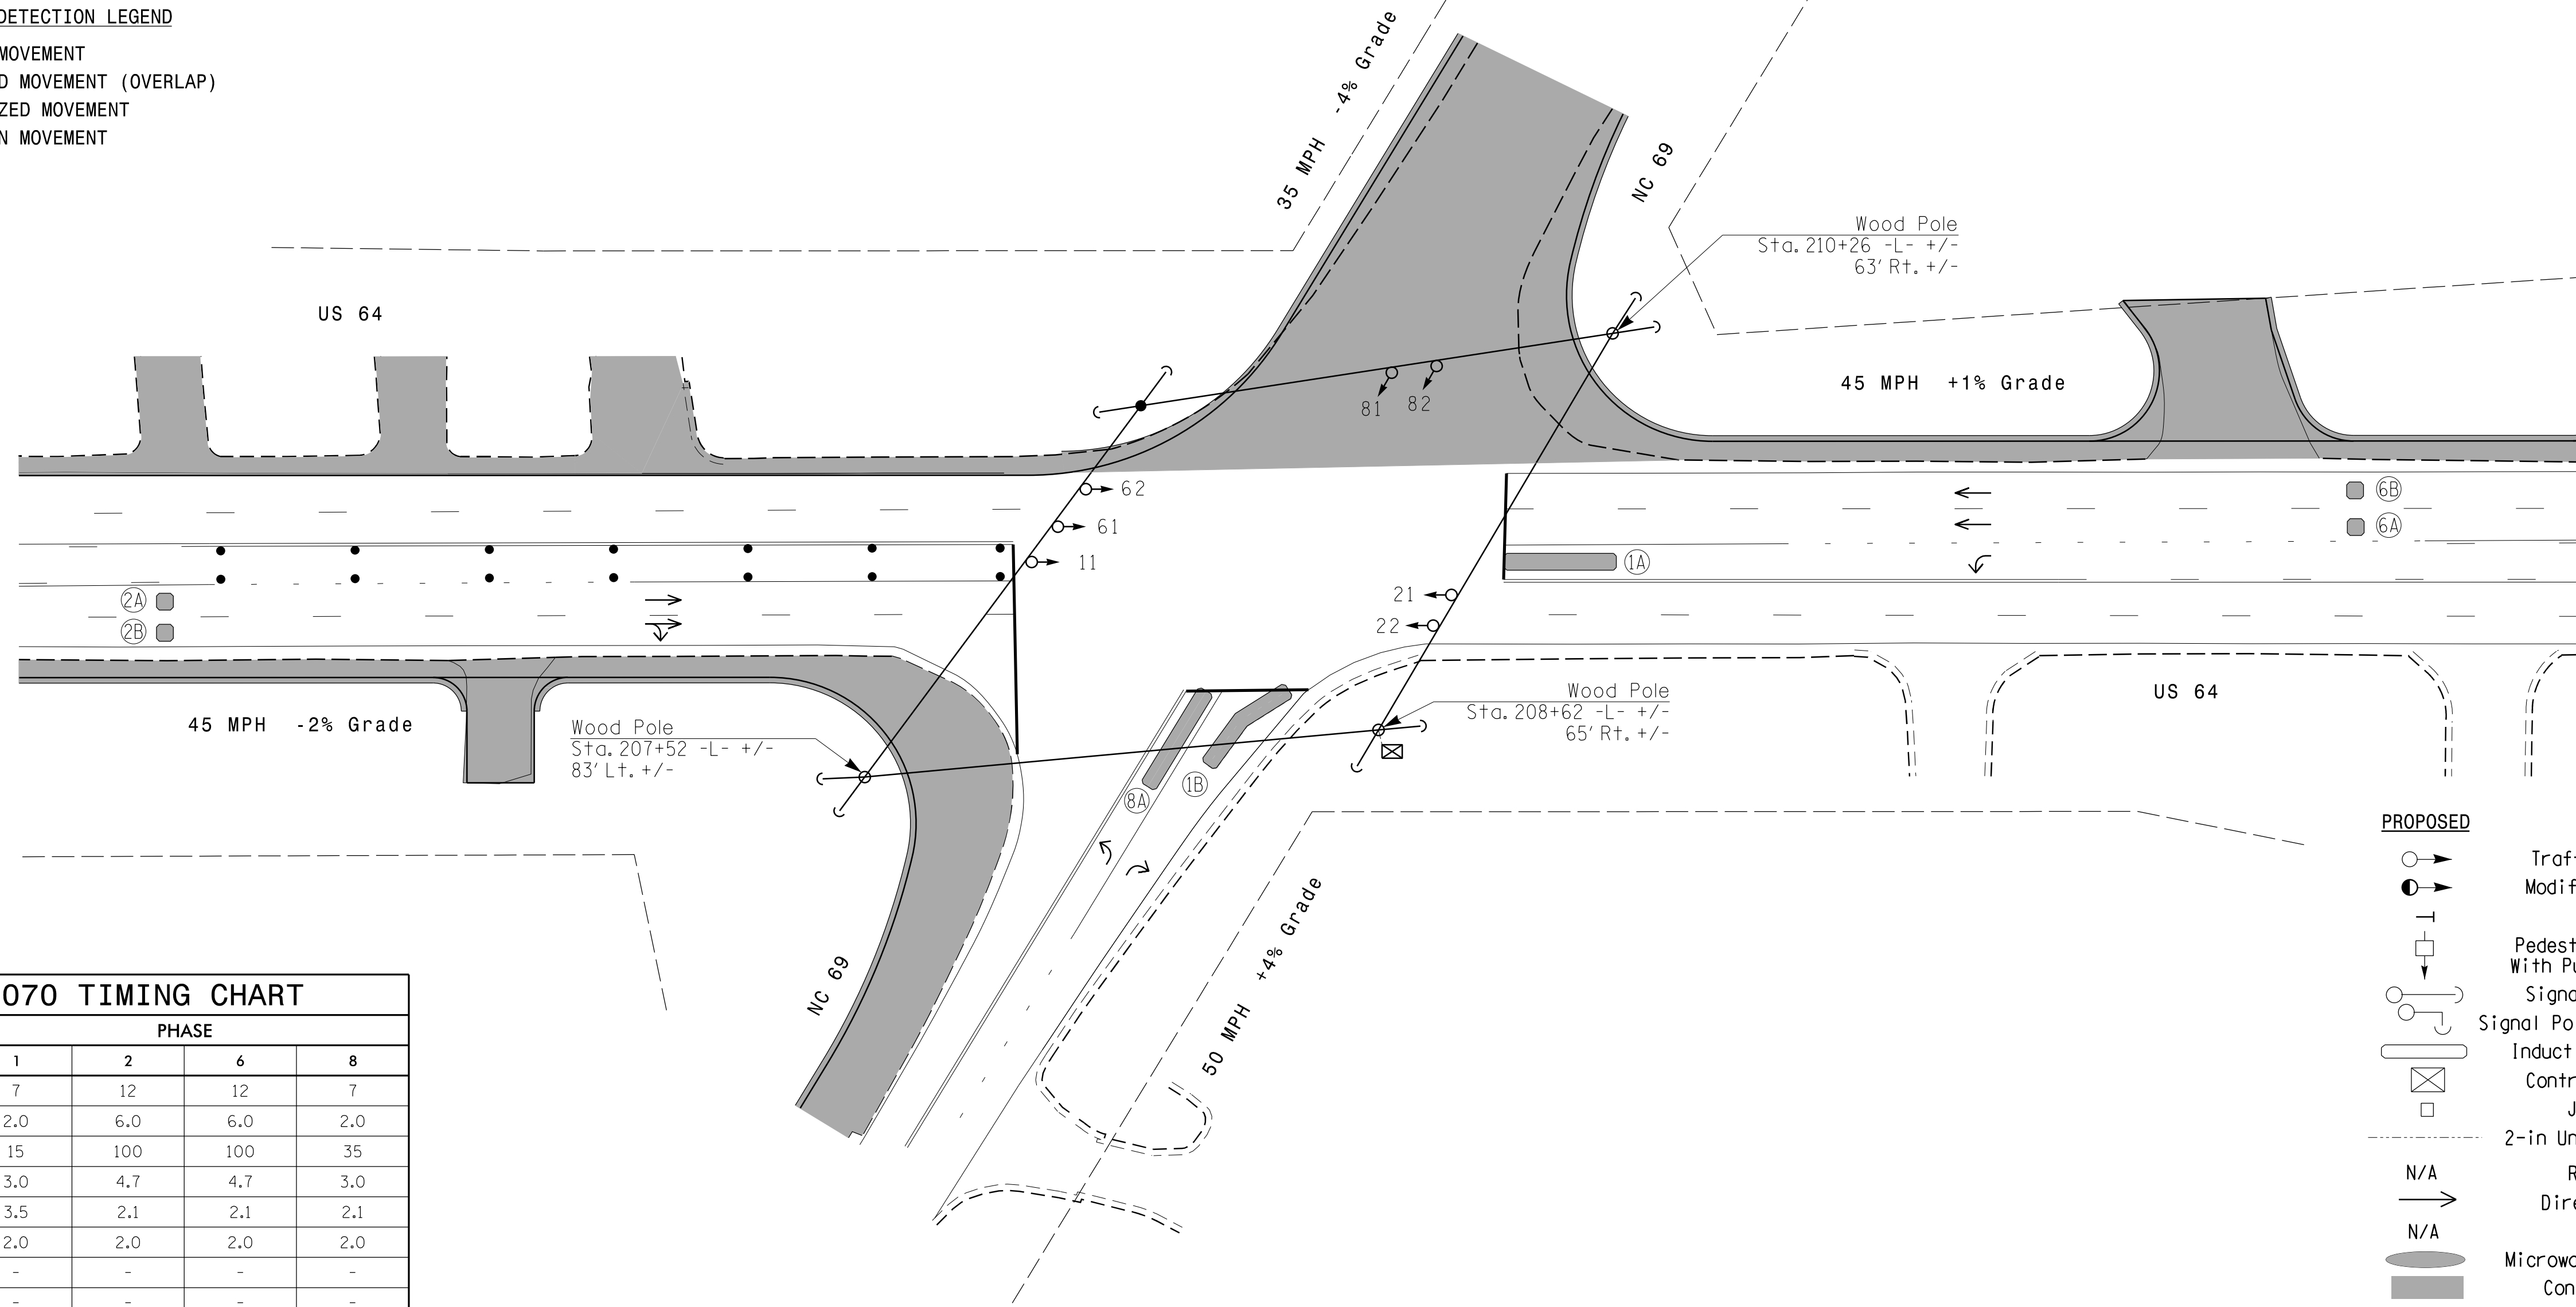 DETECTION LEGEND
MOVEMENT
D MOVEMENT (OVERLAP)
ZED MOVEMENT
N MOVEMENT
35 MPH -4% Grade
NC 69
Wood Pole
Sta.210+26 -L- +/-
63' Rt.+/-
US 64
45 MPH +1% Grade
81
82
62
61
11
6B
6A
1A
2A
2B
21
22
45 MPH -2% Grade
Wood Pole
Sta.207+52 -L- +/-
83' Lt.+/-
Wood Pole
Sta.208+62 -L- +/-
65' Rt.+/-
US 64
8A
1B
50 MPH +4% Grade
NC 69
070 TIMING CHART
PHASE
1 2 6 8
7 12 12 7
2.0 6.0 6.0 2.0
15 100 100 35
3.0 4.7 4.7 3.0
3.5 2.1 2.1 2.1
2.0 2.0 2.0 2.0
- - - -
- - - -
PROPOSED
Traf
Modif
Pedest
With Pu
Signa
Signal Po
Induct
Contr
J
2-in Un
N/A R
Dire
N/A
Microwa
Con